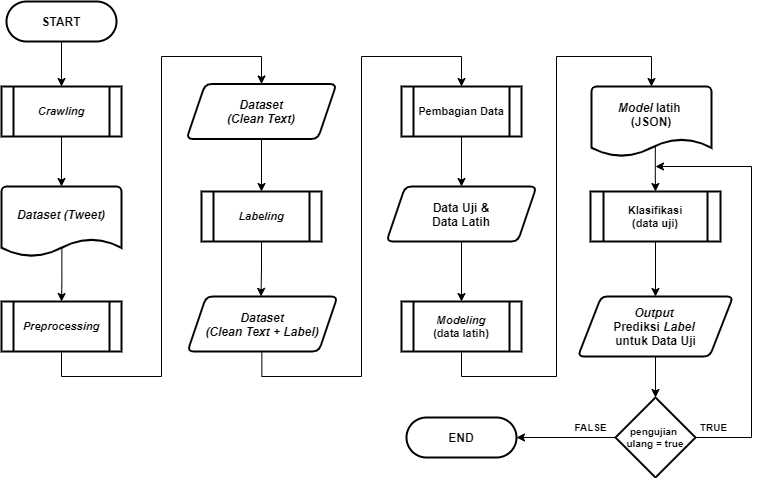 START
Crawling
Dataset (Tweet)
Preprocessing
Dataset
(Clean Text)
Labeling
Dataset
(Clean Text + Label)
Pembagian Data
Data Uji &
Data Latih
Modeling
(data latih)
Model latih
(JSON)
Klasifikasi
(data uji)
Output
Prediksi Label
untuk Data Uji
pengujian
ulang = true
TRUE
FALSE
END